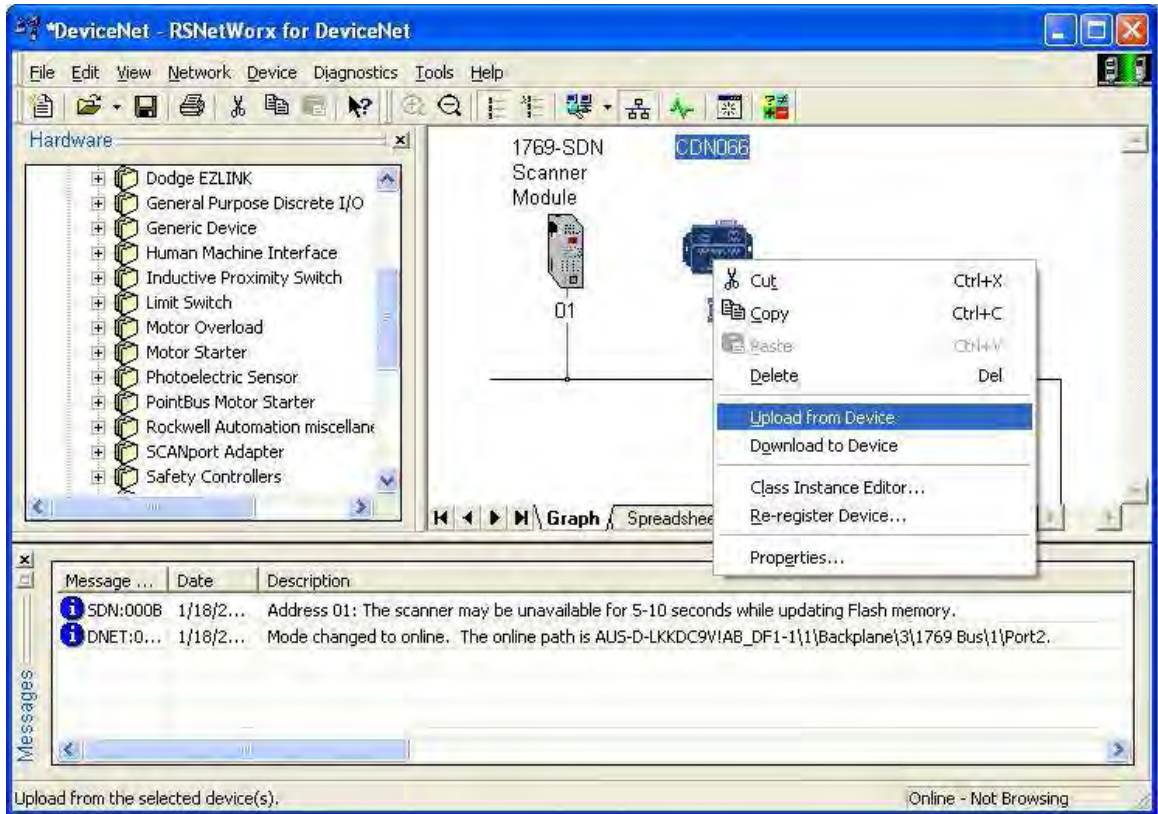 *DeviceNet - RSNetWorx for DeviceNet
File Edit View Network Device Diagnostics Tools Help
Hardware
Dodge EZLINK
General Purpose Discrete I/O
Generic Device
Human Machine Interface
Inductive Proximity Switch
Limit Switch
Motor Overload
Motor Starter
Photoelectric Sensor
PointBus Motor Starter
Rockwell Automation miscellane
SCANport Adapter
Safety Controllers
1769-SDN
Scanner
Module
01
CDN066
Cut Ctrl+X
Copy Ctrl+C
Paste Ctrl+V
Delete Del
Upload from Device
Download to Device
Class Instance Editor...
Re-register Device...
Properties...
Graph Spreadshee
Messages
Message ... Date Description
SDN:000B 1/18/2... Address 01: The scanner may be unavailable for 5-10 seconds while updating Flash memory.
DNET:0... 1/18/2... Mode changed to online. The online path is AUS-D-LKKDC9V!AB_DF1-1\1\Backplane\3\1769 Bus\1\Port2.
Upload from the selected device(s). Online - Not Browsing